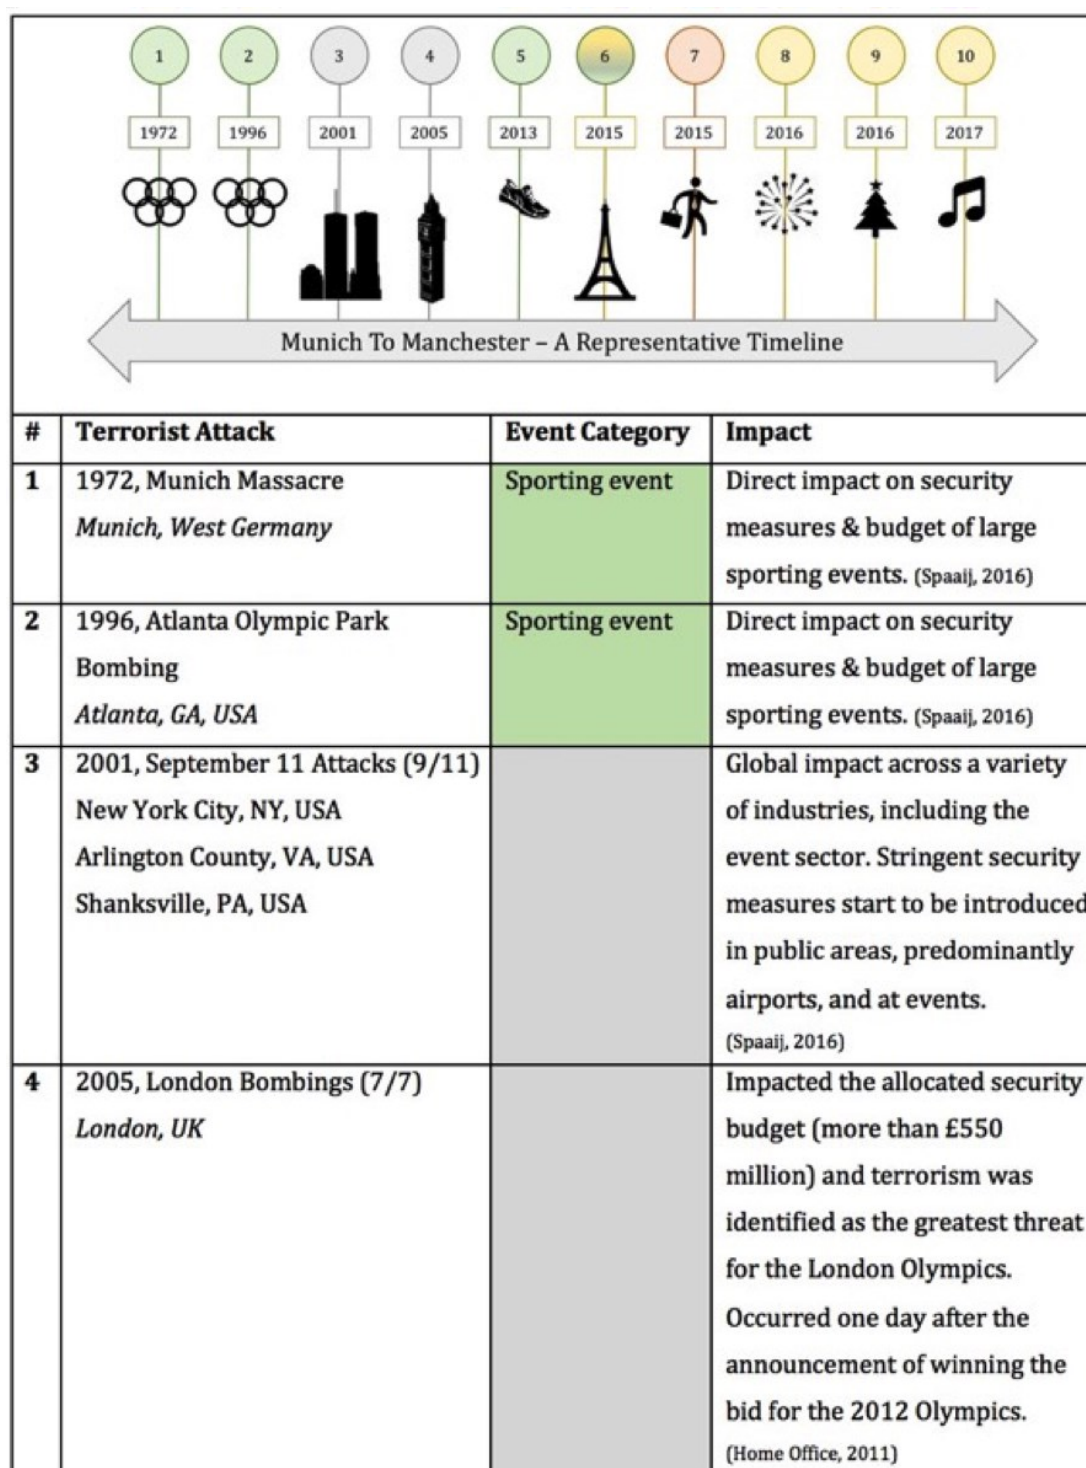 1 2 3 4 5 6 7 8 9 10
1972 1996 2001 2005 2013 2015 2015 2016 2016 2017
Munich To Manchester – A Representative Timeline
# Terrorist Attack Event Category Impact
1 1972, Munich Massacre Sporting event Direct impact on security
Munich, West Germany measures & budget of large
sporting events. (Spaaij, 2016)
2 1996, Atlanta Olympic Park Sporting event Direct impact on security
Bombing measures & budget of large
Atlanta, GA, USA sporting events. (Spaaij, 2016)
3 2001, September 11 Attacks (9/11) Global impact across a variety
New York City, NY, USA of industries, including the
Arlington County, VA, USA event sector. Stringent security
Shanksville, PA, USA measures start to be introduced
in public areas, predominantly
airports, and at events.
(Spaaij, 2016)
4 2005, London Bombings (7/7) Impacted the allocated security
London, UK budget (more than £550
million) and terrorism was
identified as the greatest threat
for the London Olympics.
Occurred one day after the
announcement of winning the
bid for the 2012 Olympics.
(Home Office, 2011)